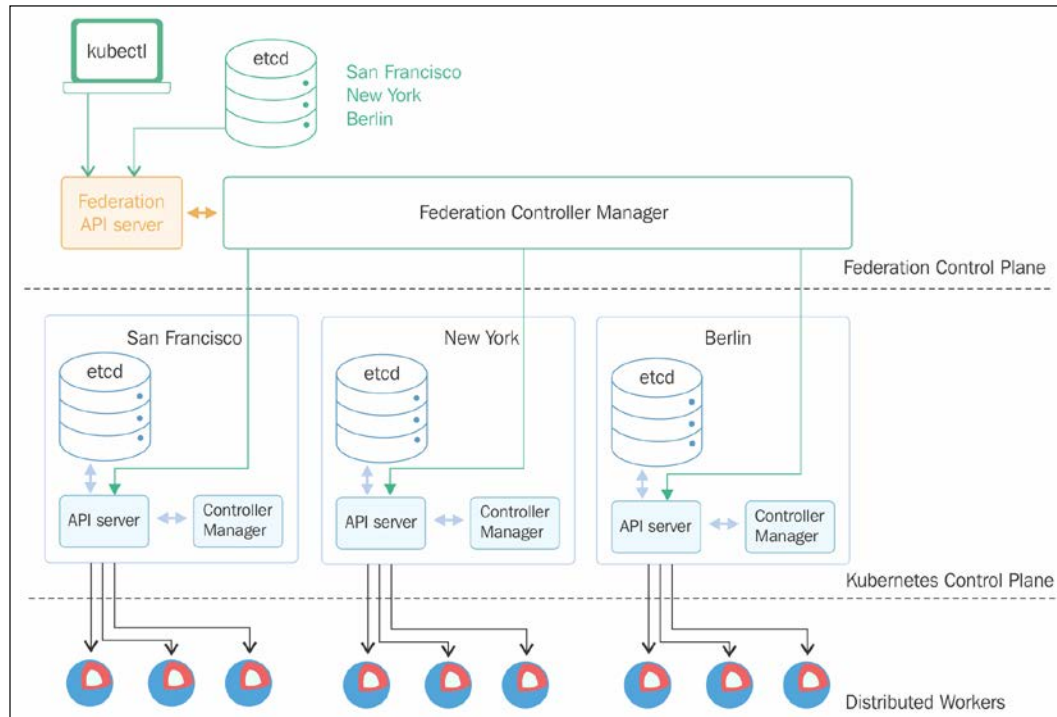 kubectl
etcd
San Francisco
New York
Berlin
Federation
API server
Federation Controller Manager
Federation Control Plane
San Francisco
New York
Berlin
etcd
etcd
etcd
API server
Controller
Manager
API server
Controller
Manager
API server
Controller
Manager
Kubernetes Control Plane
Distributed Workers